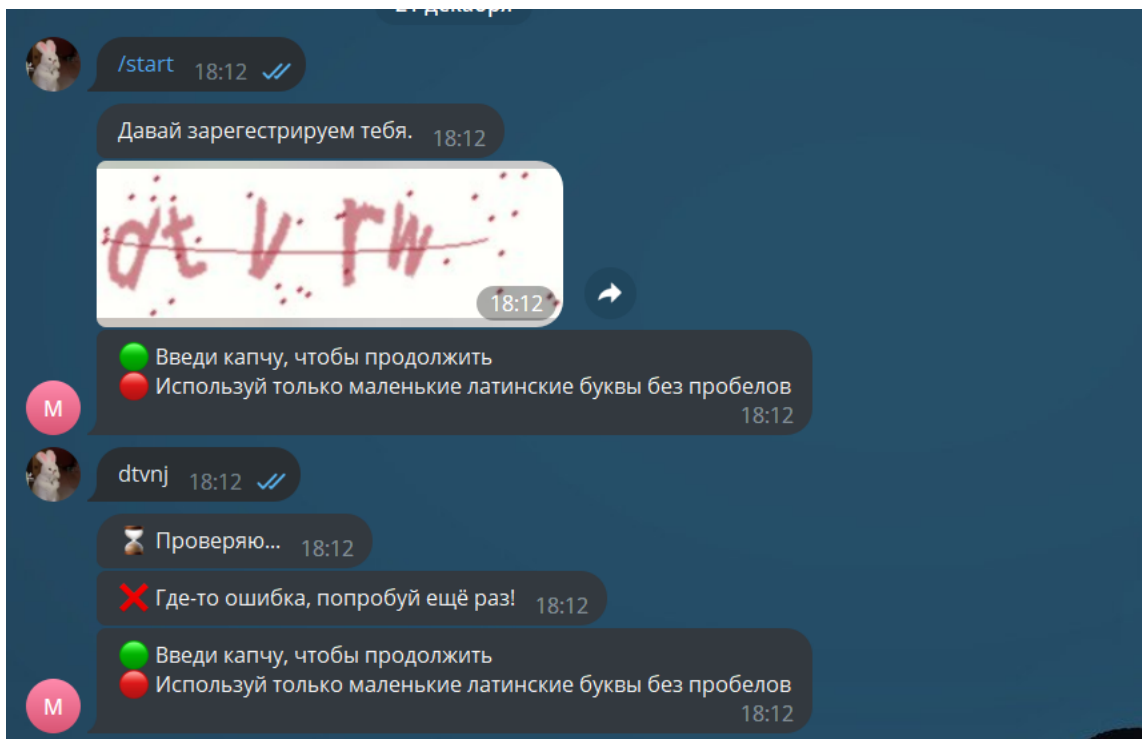 декабря
/start 18:12
Давай зарегестрируем тебя. 18:12
dt v rw
18:12
Введи капчу, чтобы продолжить
Используй только маленькие латинские буквы без пробелов
18:12
M
dtvnj 18:12
Проверяю... 18:12
Где-то ошибка, попробуй ещё раз! 18:12
Введи капчу, чтобы продолжить
Используй только маленькие латинские буквы без пробелов
18:12
M